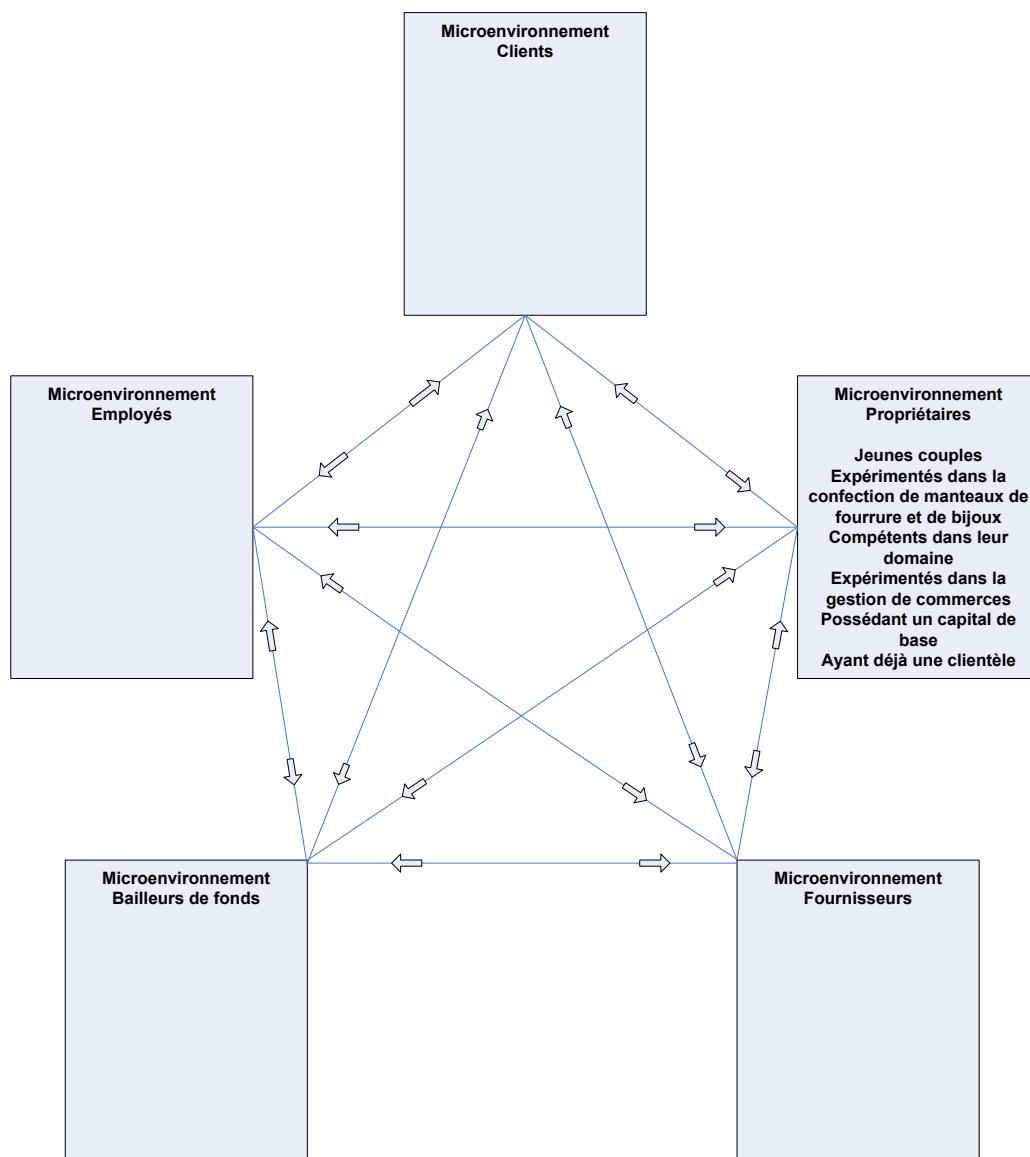 Microenvironnement
Clients
Microenvironnement
Employés
Microenvironnement
Propriétaires
Jeunes couples
Expérimentés dans la
confection de manteaux de
fourrure et de bijoux
Compétents dans leur
domaine
Expérimentés dans la
gestion de commerces
Possédant un capital de
base
Ayant déjà une clientèle
Microenvironnement
Bailleurs de fonds
Microenvironnement
Fournisseurs